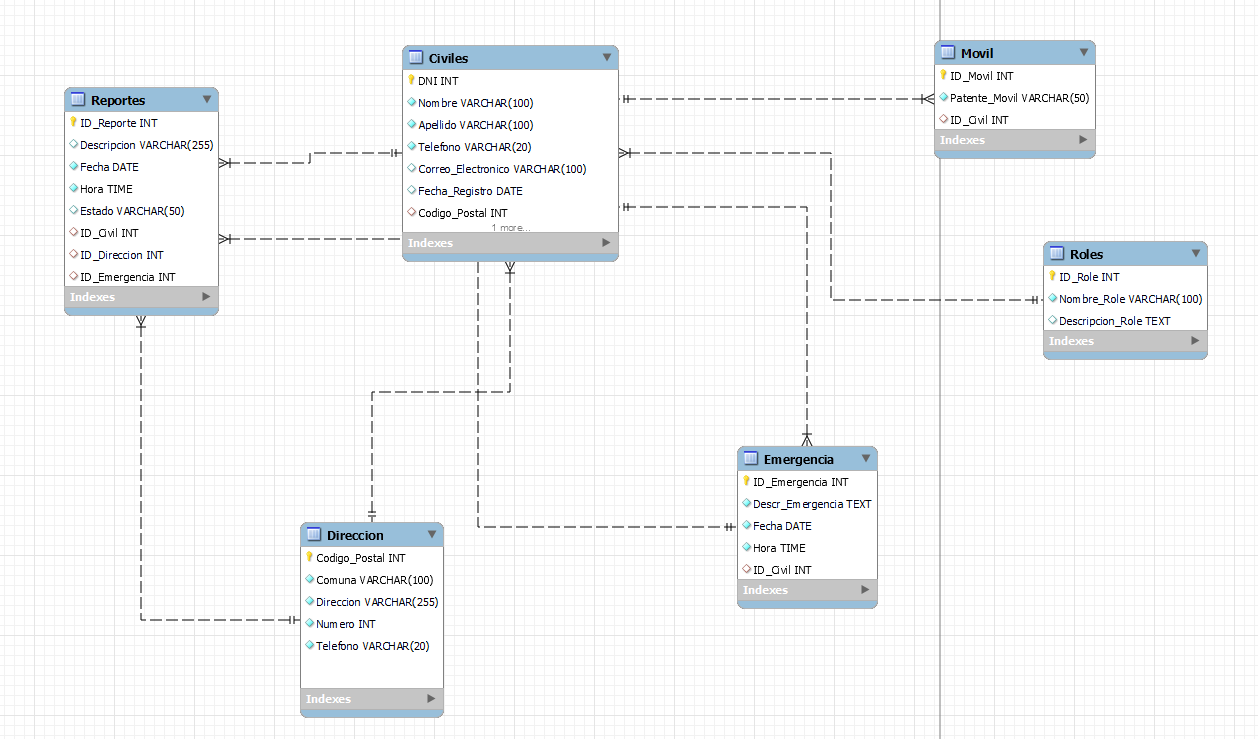 Reportes
ID_Reporte INT
Descripcion VARCHAR(255)
Fecha DATE
Hora TIME
Estado VARCHAR(50)
ID_Civil INT
ID_Direccion INT
ID_Emergencia INT
Indexes
Civiles
DNI INT
Nombre VARCHAR(100)
Apellido VARCHAR(100)
Telefono VARCHAR(20)
Correo_Electronico VARCHAR(100)
Fecha_Registro DATE
Codigo_Postal INT
1 more...
Indexes
Movil
ID_Movil INT
Patente_Movil VARCHAR(50)
ID_Civil INT
Indexes
Roles
ID_Role INT
Nombre_Role VARCHAR(100)
Descripcion_Role TEXT
Indexes
Emergencia
ID_Emergencia INT
Descr_Emergencia TEXT
Fecha DATE
Hora TIME
ID_Civil INT
Indexes
Direccion
Codigo_Postal INT
Comuna VARCHAR(100)
Direccion VARCHAR(255)
Numero INT
Telefono VARCHAR(20)
Indexes